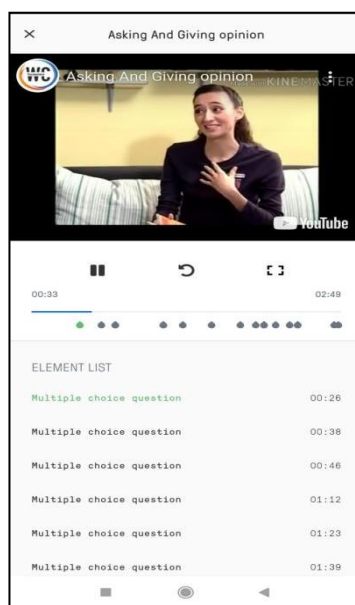 × Asking And Giving opinion
WC Asking And Giving opinion KINEMASTER
YouTube
00:33 02:49
ELEMENT LIST
Multiple choice question 00:26
Multiple choice question 00:38
Multiple choice question 00:46
Multiple choice question 01:12
Multiple choice question 01:23
Multiple choice question 01:39